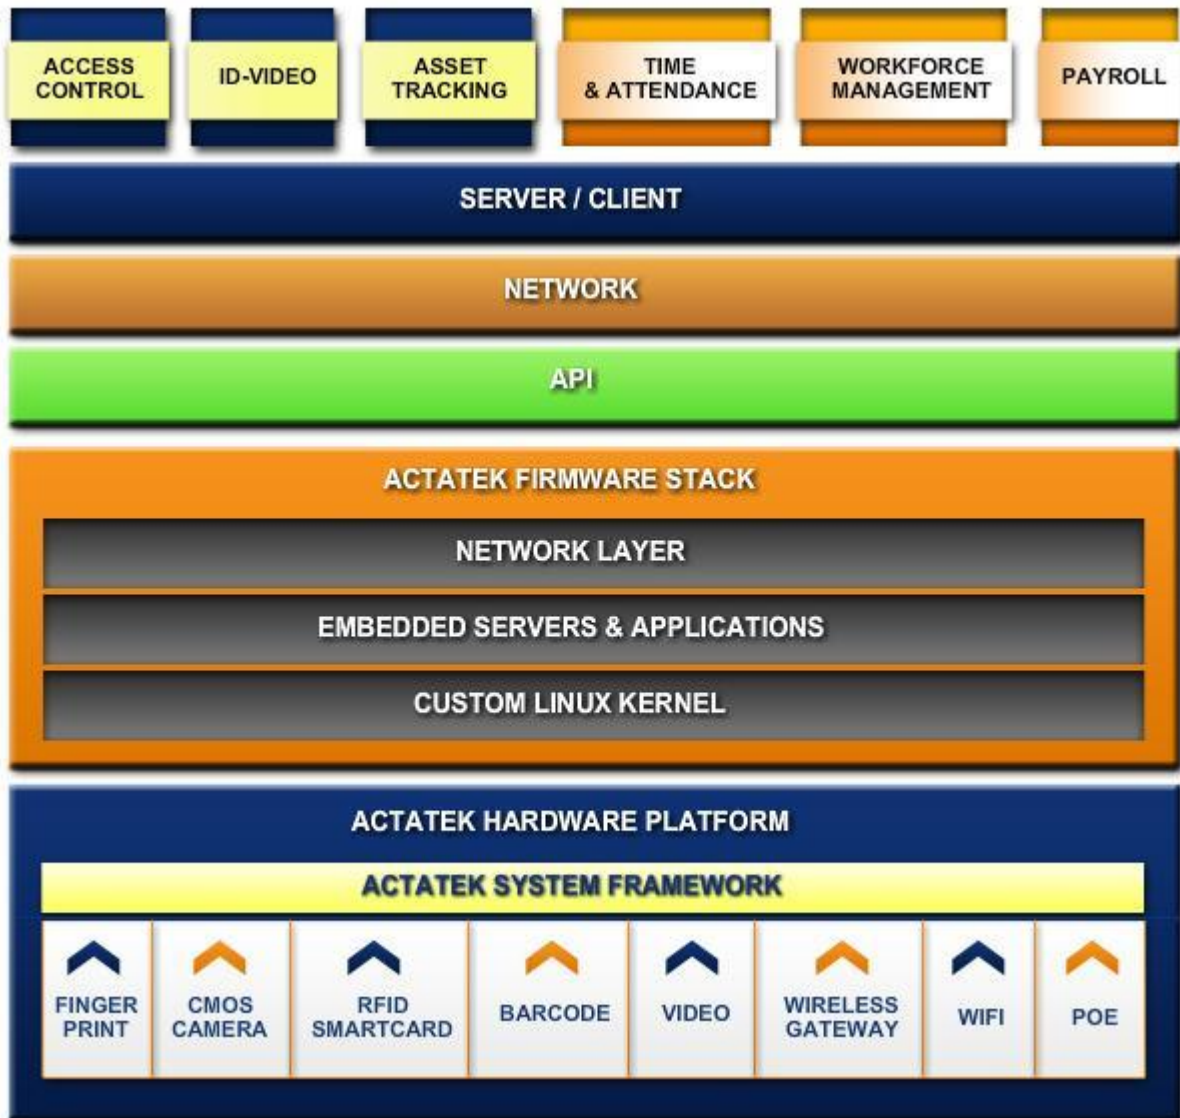 ACCESS
CONTROL
ID-VIDEO
ASSET
TRACKING
TIME
& ATTENDANCE
WORKFORCE
MANAGEMENT
PAYROLL
SERVER / CLIENT
NETWORK
API
ACTATEK FIRMWARE STACK
NETWORK LAYER
EMBEDDED SERVERS & APPLICATIONS
CUSTOM LINUX KERNEL
ACTATEK HARDWARE PLATFORM
ACTATEK SYSTEM FRAMEWORK
FINGER
PRINT
CMOS
CAMERA
RFID
SMARTCARD
BARCODE
VIDEO
WIRELESS
GATEWAY
WIFI
POE